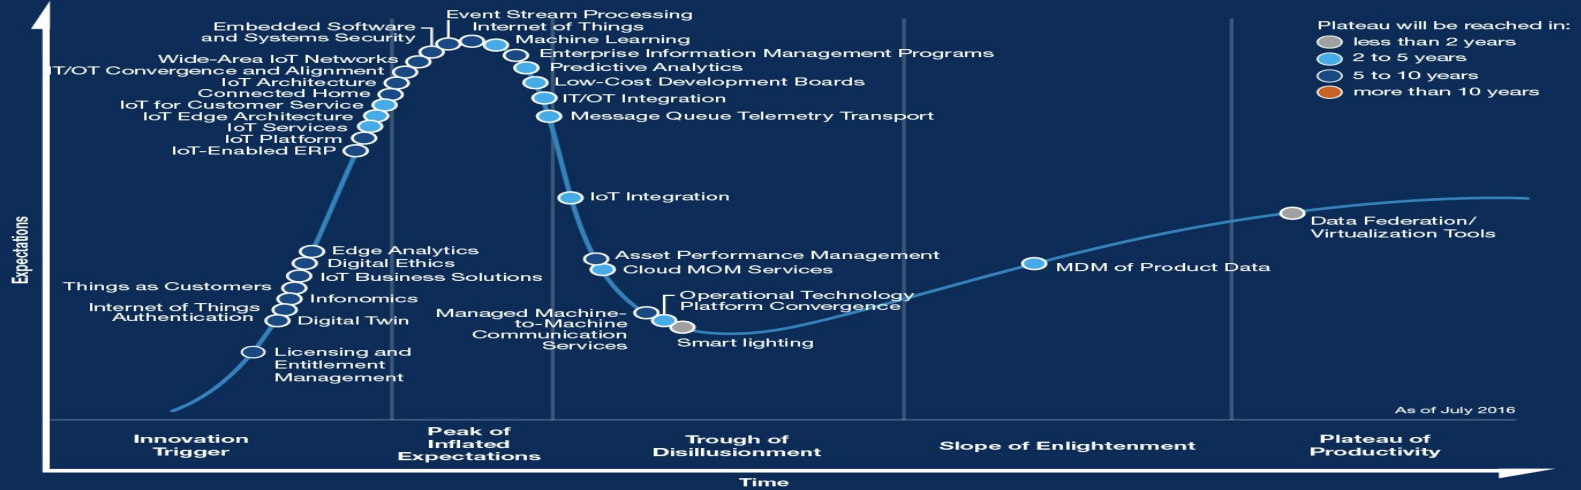 Event Stream Processing
Internet of Things
Embedded Software
and Systems Security
Machine Learning
Enterprise Information Management Programs
Wide-Area IoT Networks
Predictive Analytics
IT/OT Convergence and Alignment
IoT Architecture
Low-Cost Development Boards
Connected Home
IT/OT Integration
IoT for Customer Service
IoT Edge Architecture
Message Queue Telemetry Transport
IoT Services
IoT Platform
IoT-Enabled ERP
IoT Integration
Edge Analytics
Asset Performance Management
Digital Ethics
Cloud MOM Services
IoT Business Solutions
Things as Customers
Infonomics
Internet of Things
Authentication
Digital Twin
Operational Technology
Platform Convergence
Managed Machine-
to-Machine
Communication
Services
Smart lighting
Licensing and
Entitlement
Management
MDM of Product Data
Data Federation/
Virtualization Tools
Plateau will be reached in:
less than 2 years
2 to 5 years
5 to 10 years
more than 10 years
Expectations
As of July 2016
Innovation
Trigger
Peak of
Inflated
Expectations
Trough of
Disillusionment
Slope of Enlightenment
Plateau of
Productivity
Time